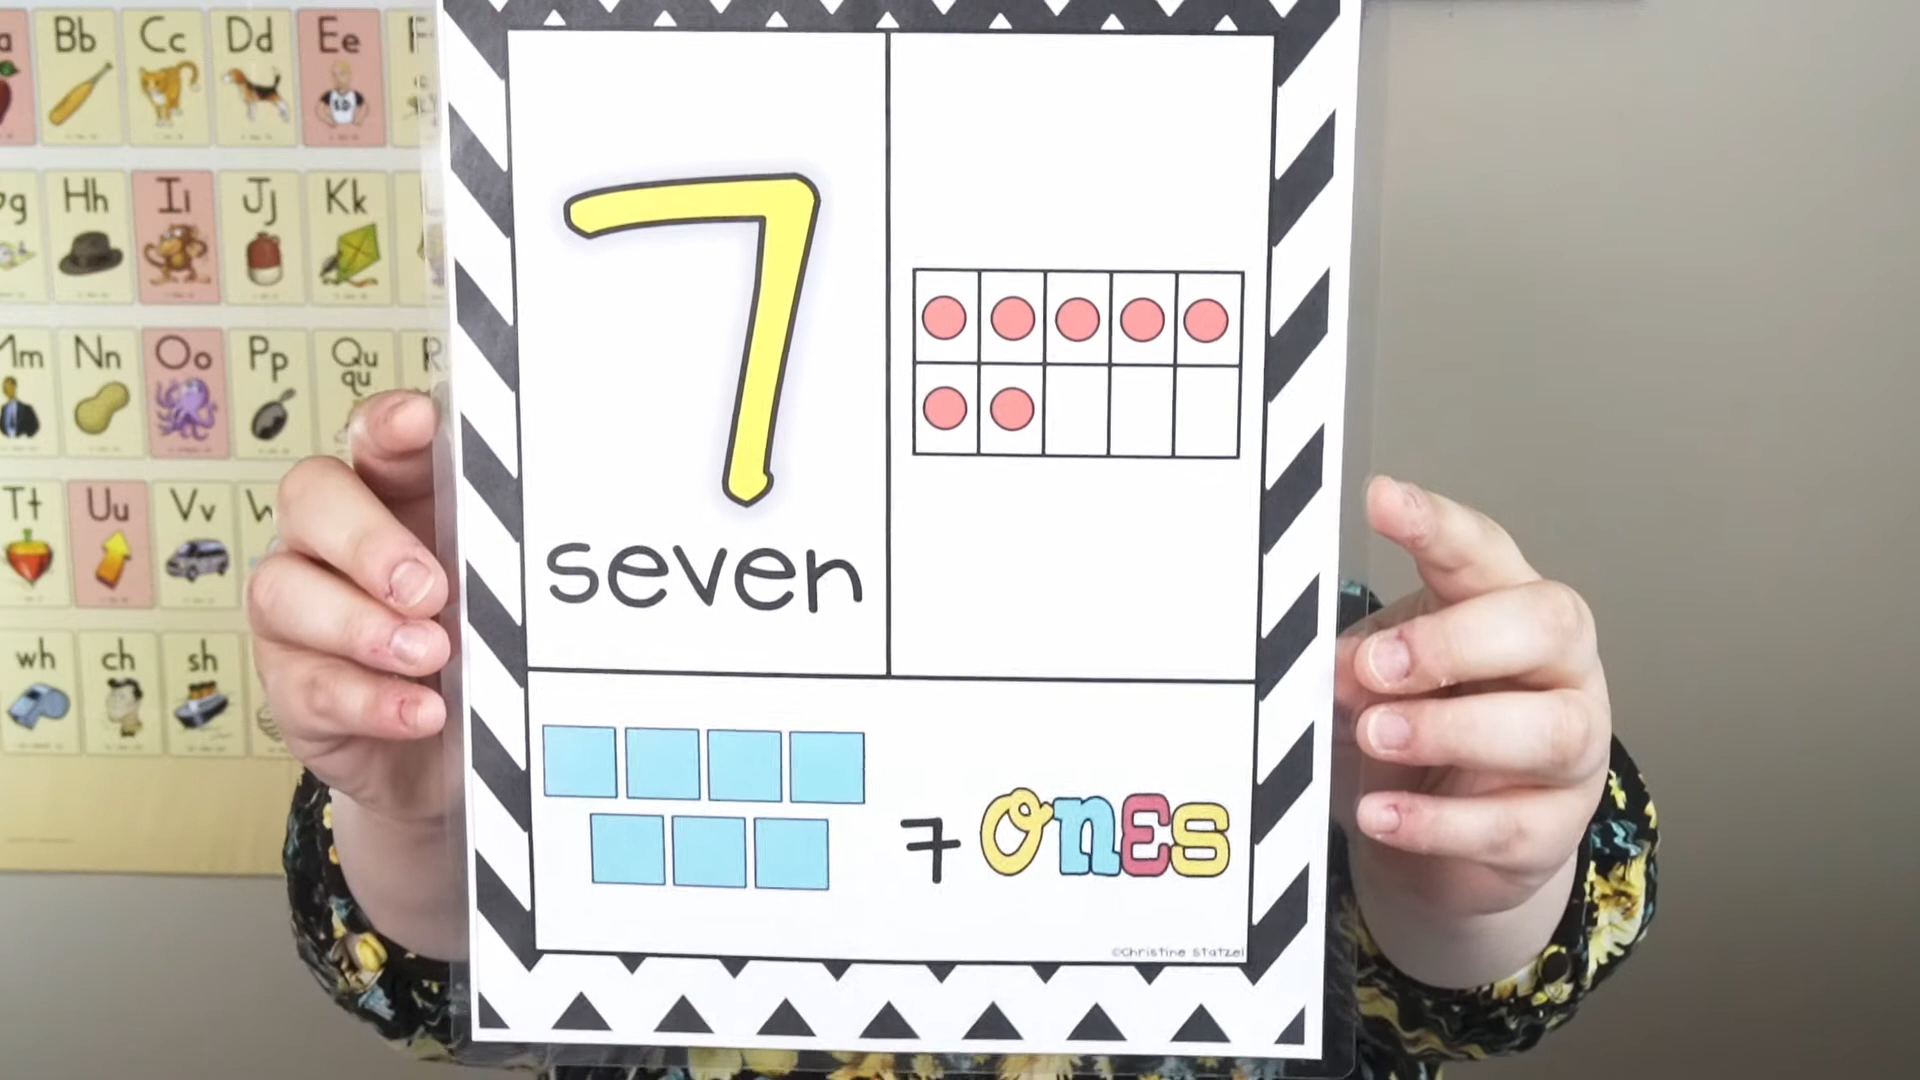 Bb Cc Dd Ee
Hh Ii Jj Kk
Mm Nn Oo Pp Qu
qu
Tt Uu Vv
wh ch sh
7
seven
7 ones
©Christine Statzel